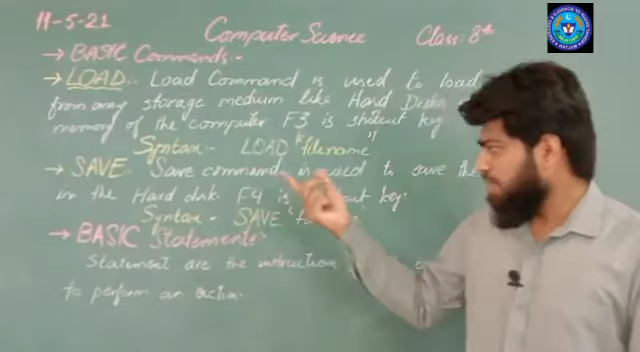 11-5-21
Computer Science Class: 8th
→ BASIC Commands:-
→ LOAD:- Load Command is used to load
from any storage medium like Hard Disk
memory of the computer F3 is shortcut key
Syntax:- LOAD "filename"
→ SAVE:- Save command is used to save the
in the Hard disk. F4 is key.
Syntax:- SAVE "
→ BASIC Statements:-
Statement are the instructions
to perform an action.